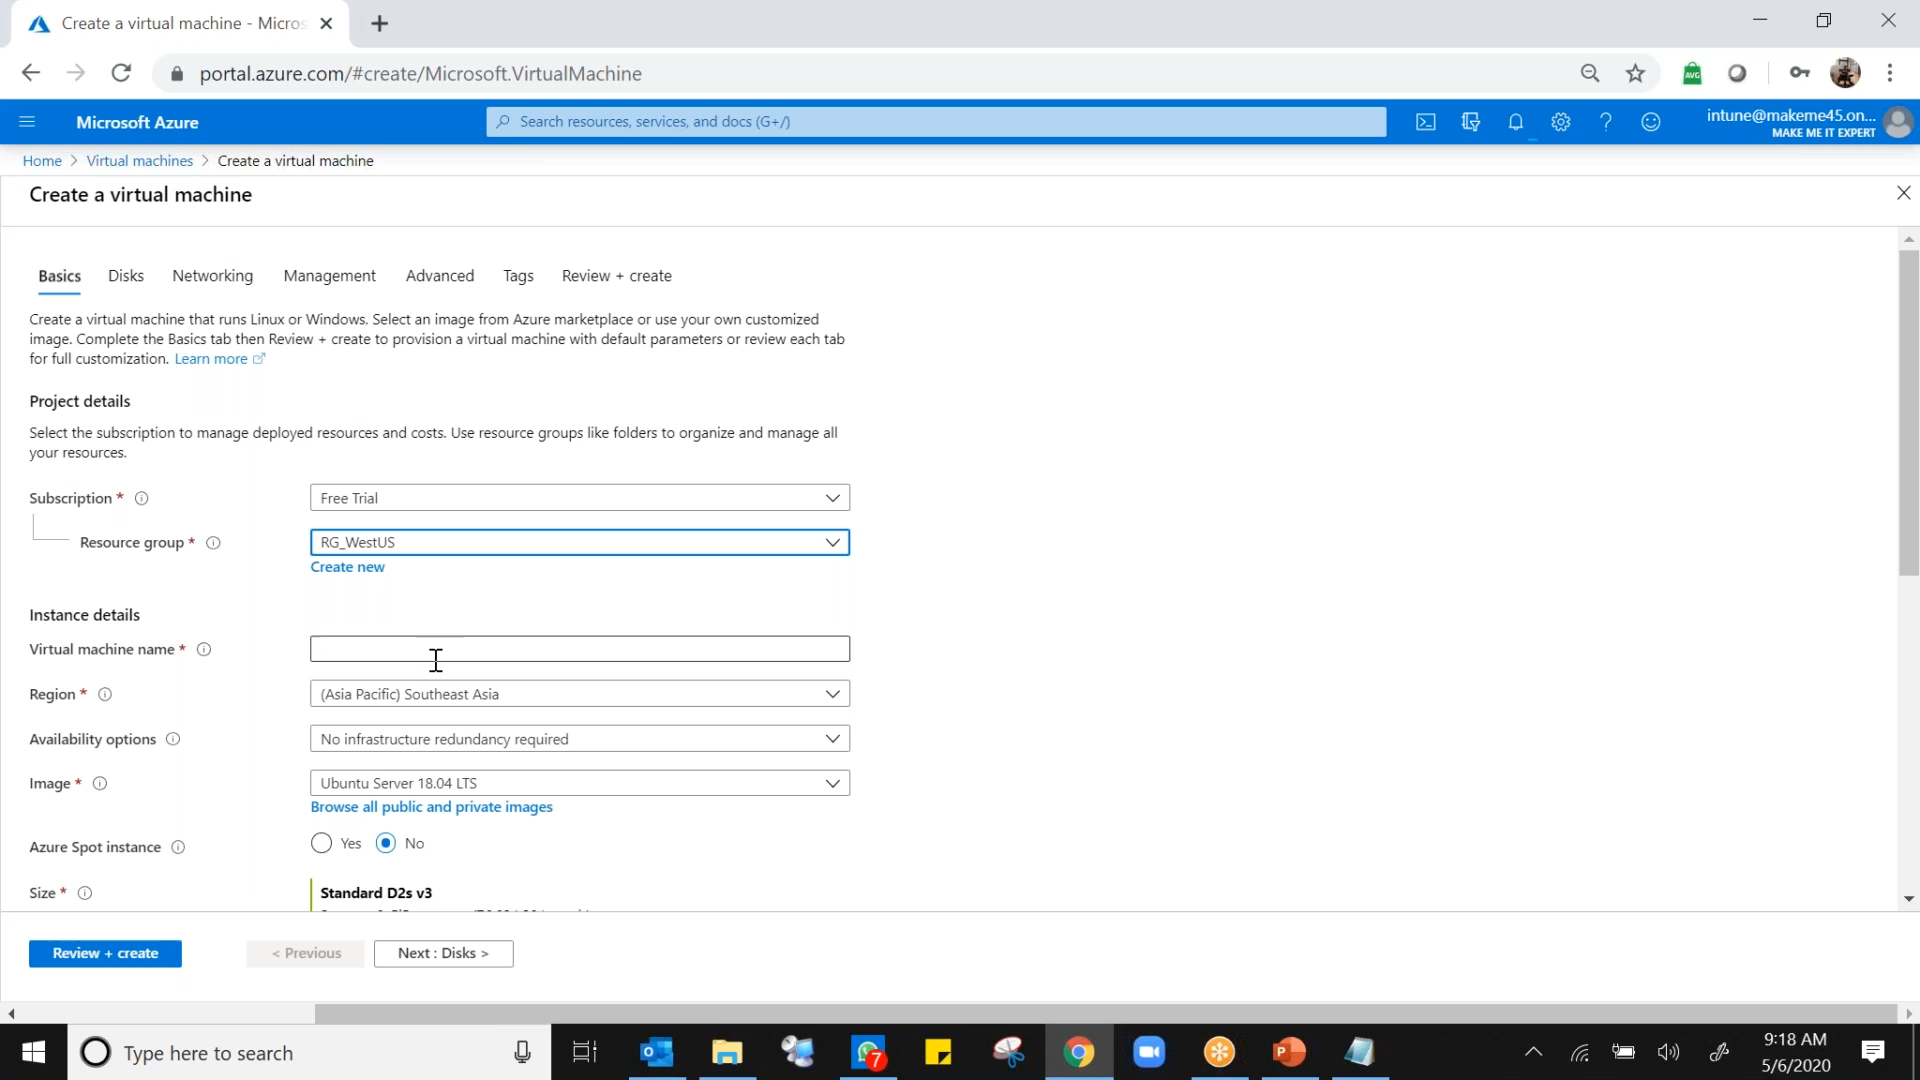 Create a virtual machine - Micros
portal.azure.com/#create/Microsoft.VirtualMachine
AVG
Microsoft Azure
Search resources, services, and docs (G+/)
intune@makeme45.on...
MAKE ME IT EXPERT
Home > Virtual machines > Create a virtual machine
Create a virtual machine
Basics Disks Networking Management Advanced Tags Review + create
Create a virtual machine that runs Linux or Windows. Select an image from Azure marketplace or use your own customized
image. Complete the Basics tab then Review + create to provision a virtual machine with default parameters or review each tab
for full customization. Learn more
Project details
Select the subscription to manage deployed resources and costs. Use resource groups like folders to organize and manage all
your resources.
Subscription * Free Trial
Resource group * RG_WestUS
Create new
Instance details
Virtual machine name *
Region * (Asia Pacific) Southeast Asia
Availability options No infrastructure redundancy required
Image * Ubuntu Server 18.04 LTS
Browse all public and private images
Azure Spot instance Yes No
Size * Standard D2s v3
Review + create < Previous Next : Disks >
Type here to search
7
9:18 AM
5/6/2020